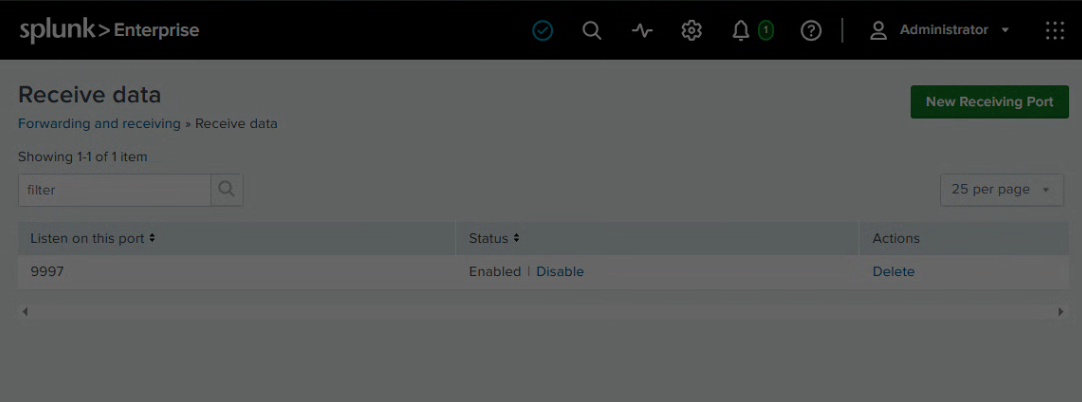 splunk>Enterprise 1 Administrator
Receive data New Receiving Port
Forwarding and receiving » Receive data
Showing 1-1 of 1 item
filter 25 per page
Listen on this port Status Actions
9997 Enabled | Disable Delete